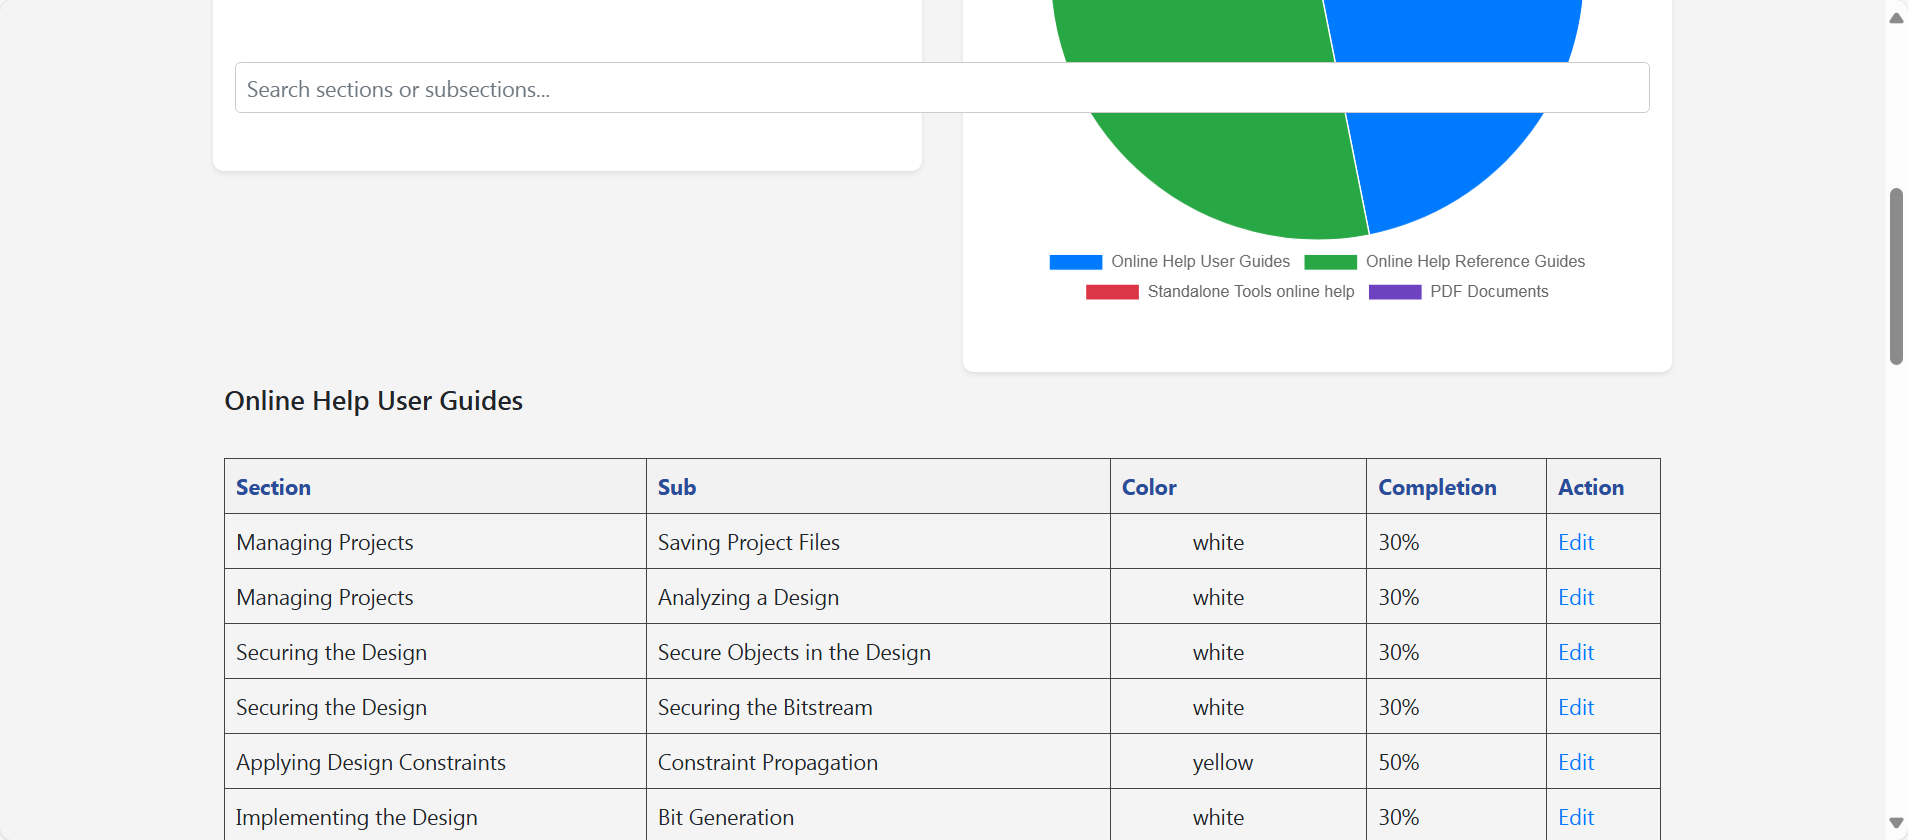 Search sections or subsections...
Online Help User Guides Online Help Reference Guides
Standalone Tools online help PDF Documents
Online Help User Guides
Section Sub Color Completion Action
Managing Projects Saving Project Files white 30% Edit
Managing Projects Analyzing a Design white 30% Edit
Securing the Design Secure Objects in the Design white 30% Edit
Securing the Design Securing the Bitstream white 30% Edit
Applying Design Constraints Constraint Propagation yellow 50% Edit
Implementing the Design Bit Generation white 30% Edit